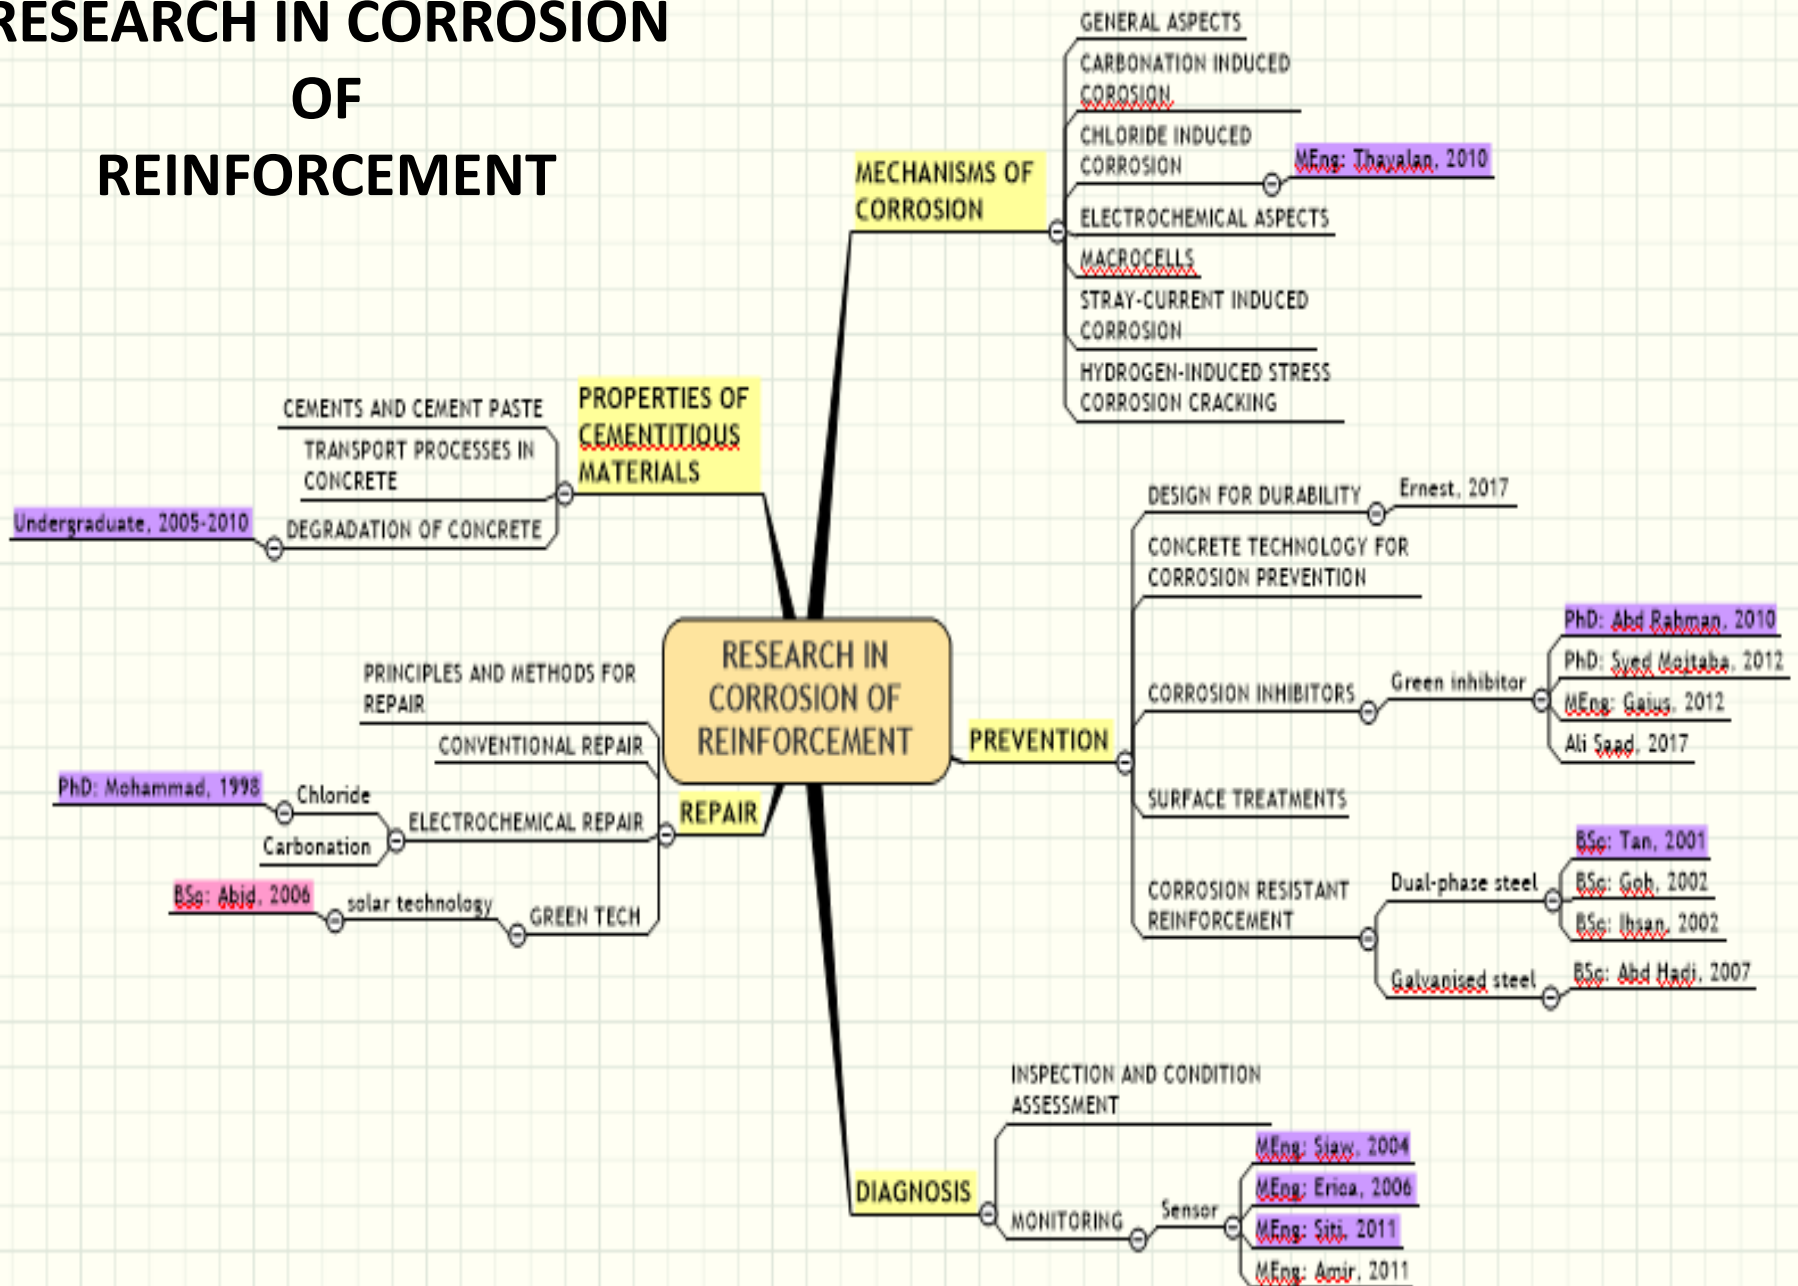 RESEARCH IN CORROSION
OF
REINFORCEMENT
MECHANISMS OF
CORROSION
GENERAL ASPECTS
CARBONATION INDUCED
COROSION
CHLORIDE INDUCED
CORROSION
MEng: Thayalan, 2010
ELECTROCHEMICAL ASPECTS
MACROCELLS
STRAY-CURRENT INDUCED
CORROSION
HYDROGEN-INDUCED STRESS
CORROSION CRACKING
PROPERTIES OF
CEMENTITIOUS
MATERIALS
CEMENTS AND CEMENT PASTE
TRANSPORT PROCESSES IN
CONCRETE
DEGRADATION OF CONCRETE
Undergraduate, 2005-2010
RESEARCH IN
CORROSION OF
REINFORCEMENT
PREVENTION
DESIGN FOR DURABILITY
Ernest, 2017
CONCRETE TECHNOLOGY FOR
CORROSION PREVENTION
CORROSION INHIBITORS
Green inhibitor
PhD: Abd Rahman, 2010
PhD: Syed Mojtaba, 2012
MEng: Gaius, 2012
Ali Saad, 2017
SURFACE TREATMENTS
CORROSION RESISTANT
REINFORCEMENT
Dual-phase steel
BSc: Tan, 2001
BSc: Goh, 2002
BSc: Ihsan, 2002
Galvanised steel
BSc: Abd Hadi, 2007
REPAIR
PRINCIPLES AND METHODS FOR
REPAIR
CONVENTIONAL REPAIR
ELECTROCHEMICAL REPAIR
Chloride
PhD: Mohammad, 1998
Carbonation
GREEN TECH
solar technology
BSc: Abid, 2006
DIAGNOSIS
INSPECTION AND CONDITION
ASSESSMENT
MONITORING
Sensor
MEng: Siaw, 2004
MEng: Erica, 2006
MEng: Siti, 2011
MEng: Amir, 2011